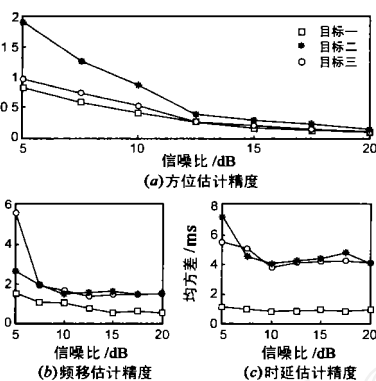 2
1.5
1
0.5
0
5
10
15
20
目标一
目标二
目标三
信噪比 /dB
(a)方位估计精度
6
4
2
0
5
10
15
20
信噪比 /dB
(b)频移估计精度
8
6
4
2
0
均方差 /ms
5
10
15
20
信噪比 /dB
(c)时延估计精度